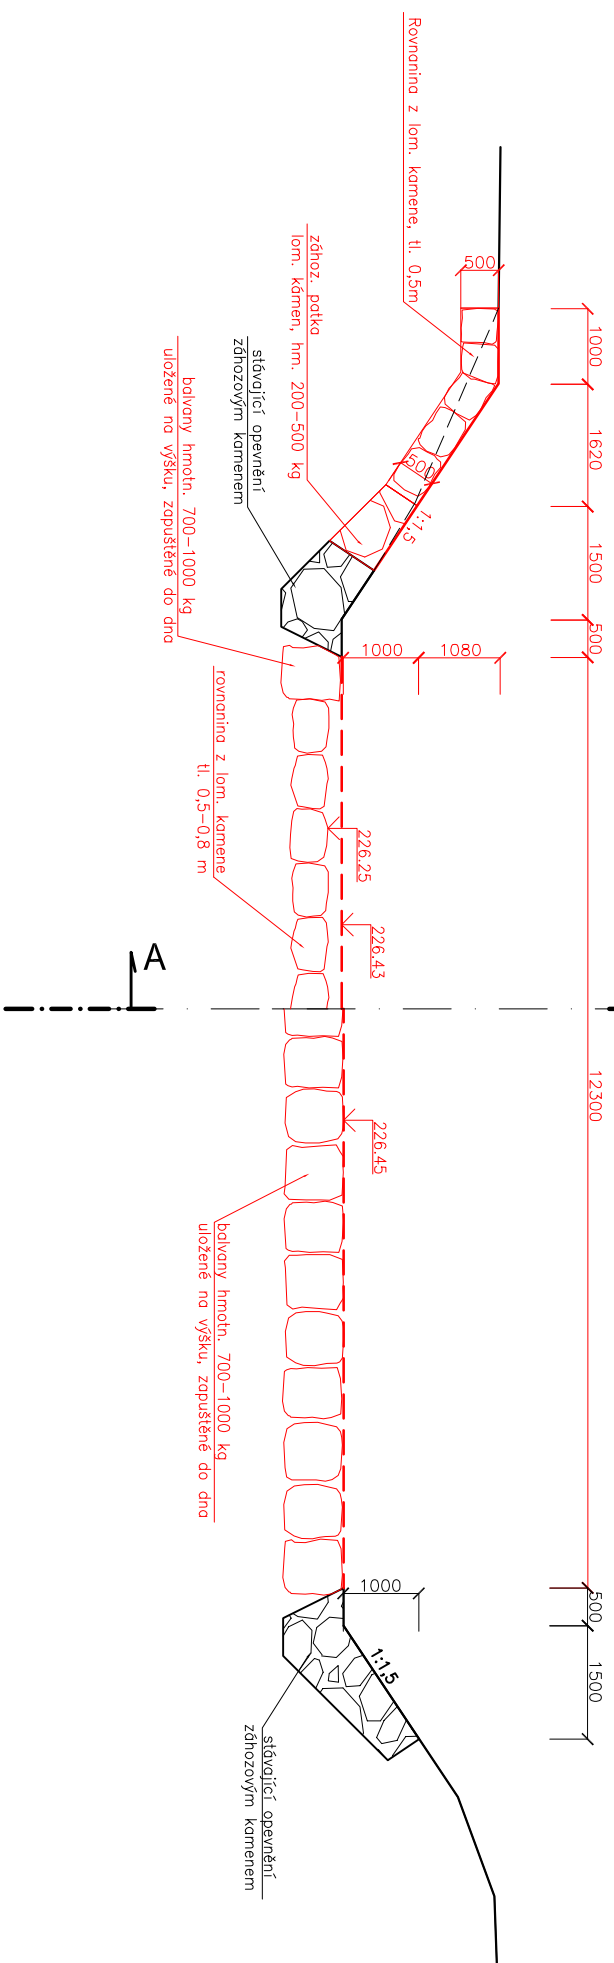 Rovnanina z lom. kamene, tl. 0,5m
zához. patka
lom. kámen, hm. 200-500 kg
stávající opevnění
záhozovým kamenem
balvany hmotn. 700-1000 kg
uložené na výšku, zapuštěné do dna
rovnanina z lom. kamene
tl. 0,5-0,8 m
balvany hmotn. 700-1000 kg
uložené na výšku, zapuštěné do dna
stávající opevnění
záhozovým kamenem
500
500
1:1,5
1000
1620
1500
500
12300
500
1500
1000
1080
1000
1:1,5
226.25
226.43
226.45
A